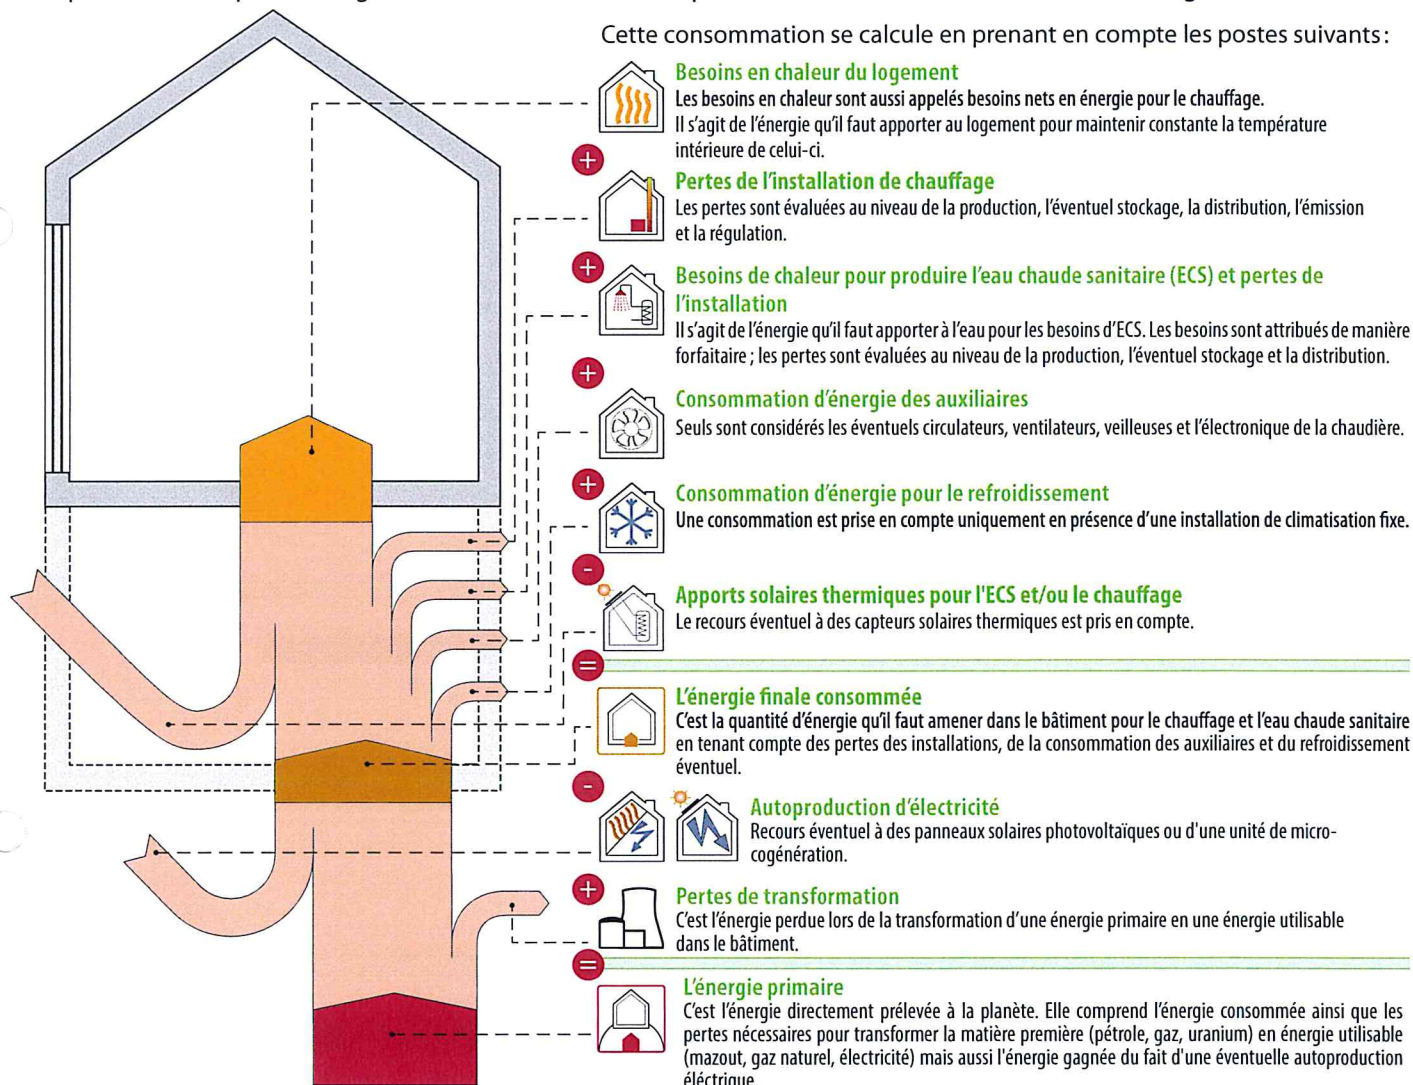 Cette consommation se calcule en prenant en compte les postes suivants :
Besoins en chaleur du logement
Les besoins en chaleur sont aussi appelés besoins nets en énergie pour le chauffage.
Il s'agit de l'énergie qu'il faut apporter au logement pour maintenir constante la température
intérieure de celui-ci.
+
Pertes de l'installation de chauffage
Les pertes sont évaluées au niveau de la production, l'éventuel stockage, la distribution, l'émission
et la régulation.
+
Besoins de chaleur pour produire l'eau chaude sanitaire (ECS) et pertes de
l'installation
Il s'agit de l'énergie qu'il faut apporter à l'eau pour les besoins d'ECS. Les besoins sont attribués de manière
forfaitaire ; les pertes sont évaluées au niveau de la production, l'éventuel stockage et la distribution.
+
Consommation d'énergie des auxiliaires
Seuls sont considérés les éventuels circulateurs, ventilateurs, veilleuses et l'électronique de la chaudière.
+
Consommation d'énergie pour le refroidissement
Une consommation est prise en compte uniquement en présence d'une installation de climatisation fixe.
-
Apports solaires thermiques pour l'ECS et/ou le chauffage
Le recours éventuel à des capteurs solaires thermiques est pris en compte.
=
L'énergie finale consommée
C'est la quantité d'énergie qu'il faut amener dans le bâtiment pour le chauffage et l'eau chaude sanitaire
en tenant compte des pertes des installations, de la consommation des auxiliaires et du refroidissement
éventuel.
-
Autoproduction d'électricité
Recours éventuel à des panneaux solaires photovoltaïques ou d'une unité de micro-
cogénération.
+
Pertes de transformation
C'est l'énergie perdue lors de la transformation d'une énergie primaire en une énergie utilisable
dans le bâtiment.
=
L'énergie primaire
C'est l'énergie directement prélevée à la planète. Elle comprend l'énergie consommée ainsi que les
pertes nécessaires pour transformer la matière première (pétrole, gaz, uranium) en énergie utilisable
(mazout, gaz naturel, électricité) mais aussi l'énergie gagnée du fait d'une éventuelle autoproduction
éléctrique